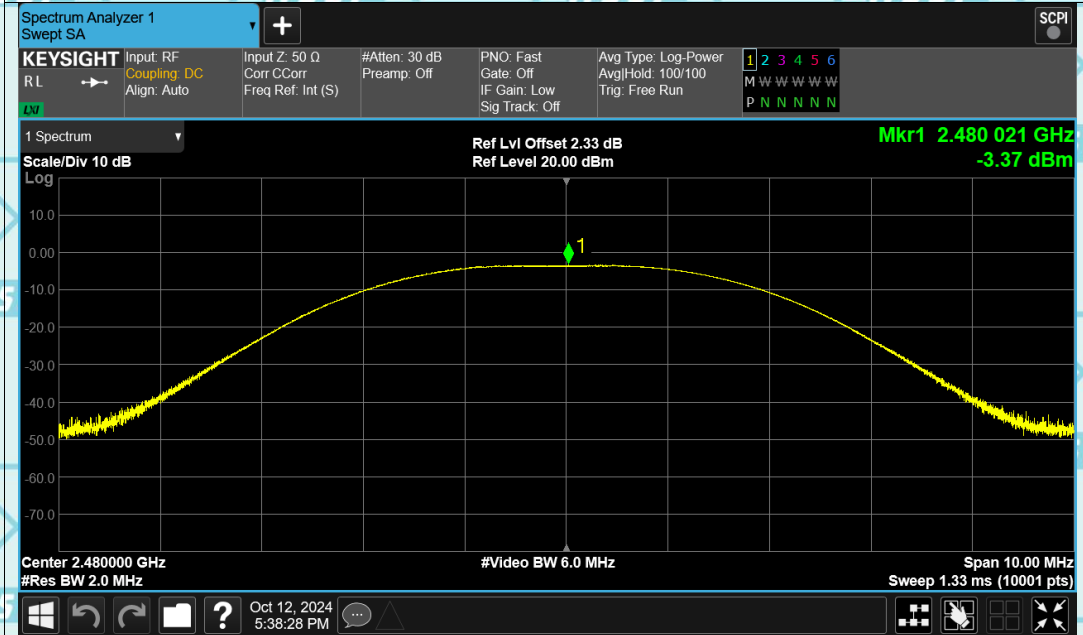 Spectrum Analyzer 1
Swept SA
+
SCPI
KEYSIGHT
R L
LXI
Input: RF
Coupling: DC
Align: Auto
Input Z: 50 Ω
Corr CCorr
Freq Ref: Int (S)
#Atten: 30 dB
Preamp: Off
PNO: Fast
Gate: Off
IF Gain: Low
Sig Track: Off
Avg Type: Log-Power
Avg|Hold: 100/100
Trig: Free Run
1 2 3 4 5 6
M W W W W W
P N N N N N
1 Spectrum
Scale/Div 10 dB
Log
Ref Lvl Offset 2.33 dB
Ref Level 20.00 dBm
Mkr1 2.480 021 GHz
-3.37 dBm
10.0
0.00
-10.0
-20.0
-30.0
-40.0
-50.0
-60.0
-70.0
1
Center 2.480000 GHz
#Res BW 2.0 MHz
#Video BW 6.0 MHz
Span 10.00 MHz
Sweep 1.33 ms (10001 pts)
?
Oct 12, 2024
5:38:28 PM